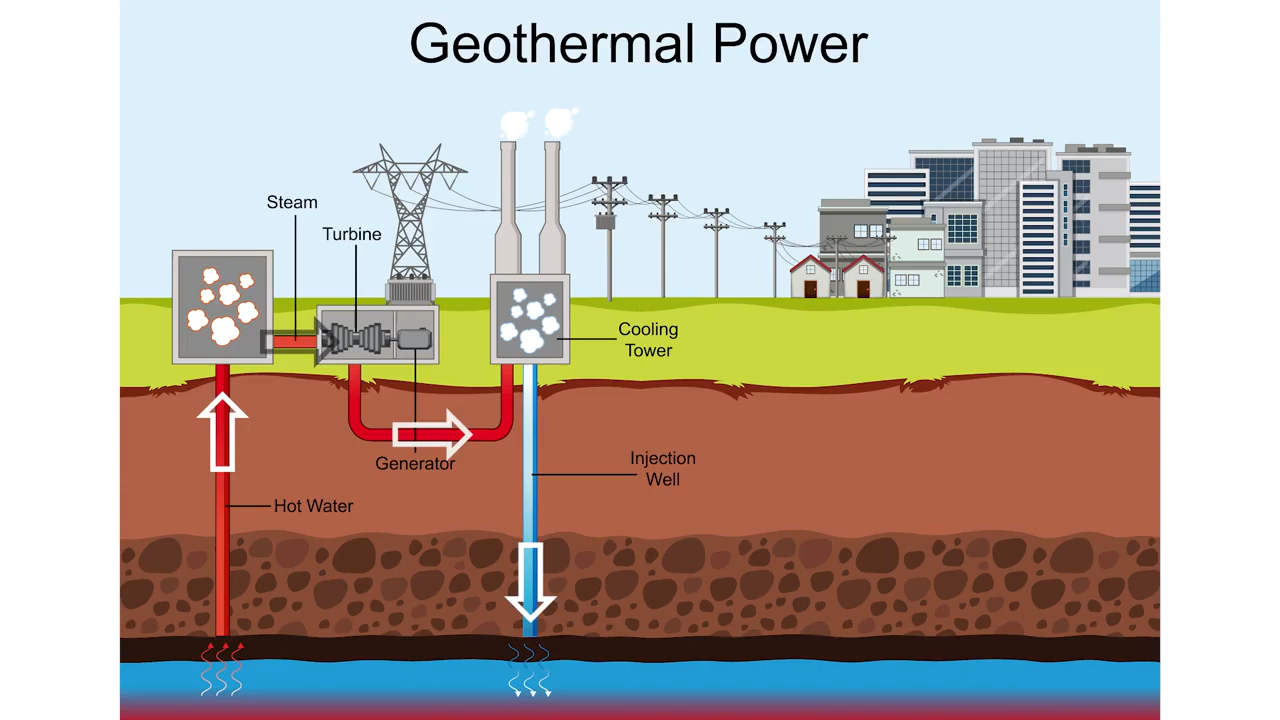 Geothermal Power
Steam
Turbine
Cooling
Tower
Generator
Injection
Well
Hot Water